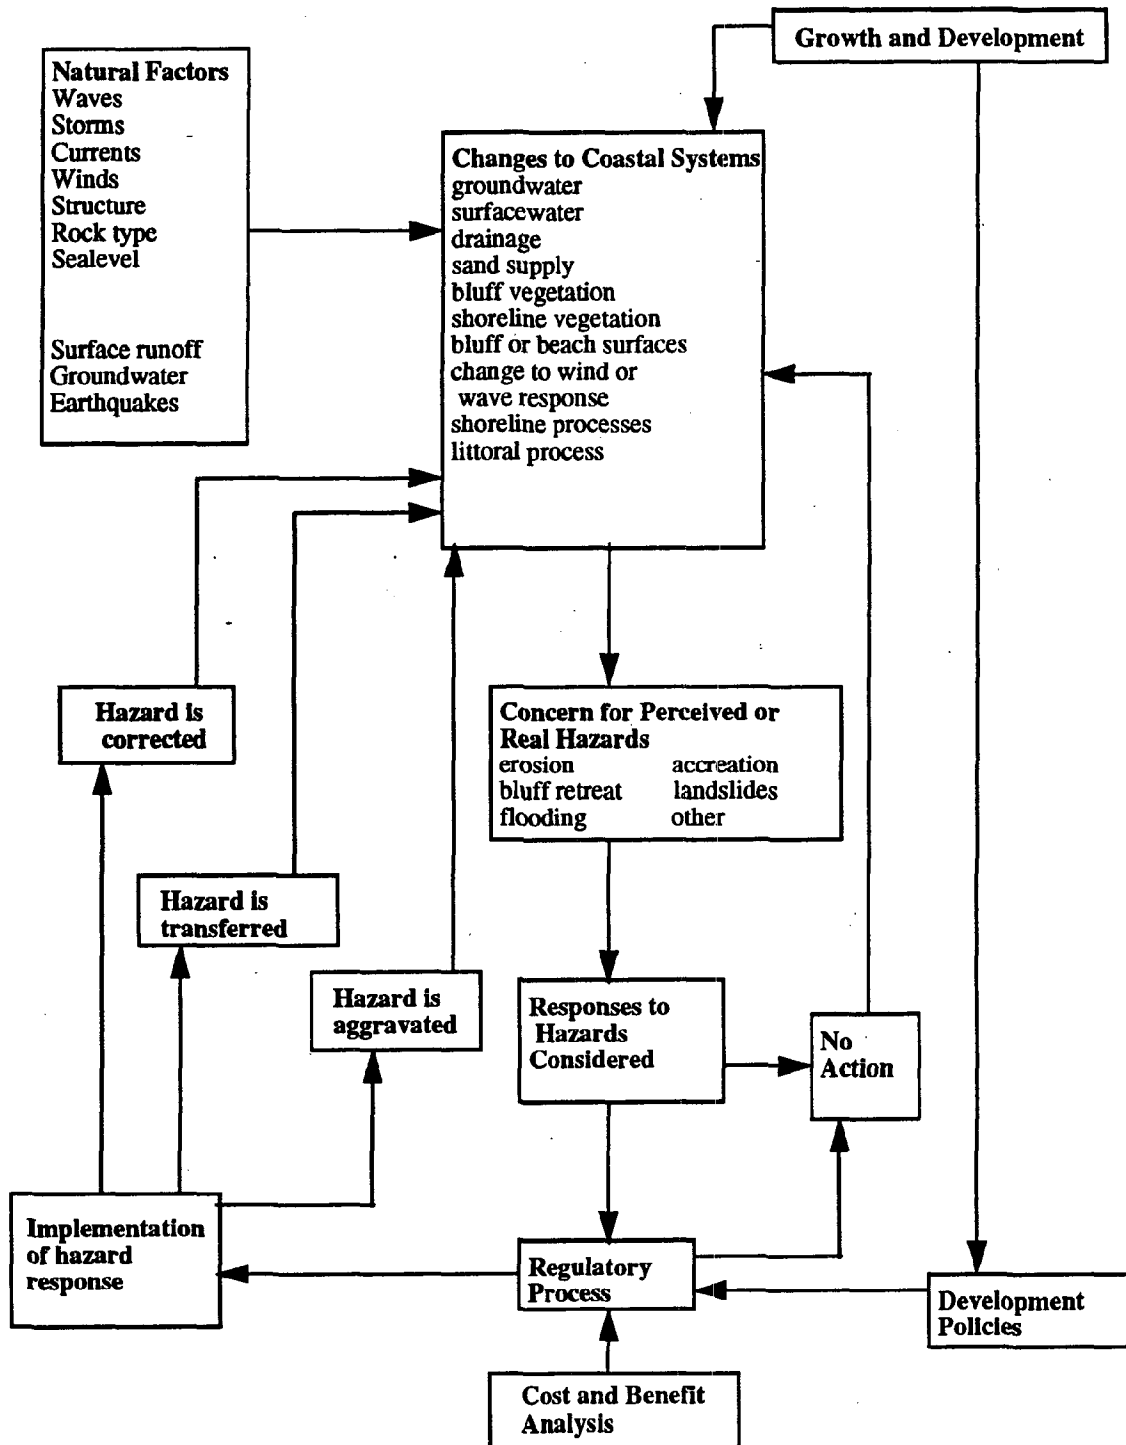 Growth and Development
Natural Factors
Waves
Storms
Currents
Winds
Structure
Rock type
Sealevel
Surface runoff
Groundwater
Earthquakes
Changes to Coastal Systems
groundwater
surfacewater
drainage
sand supply
bluff vegetation
shoreline vegetation
bluff or beach surfaces
change to wind or
wave response
shoreline processes
littoral process
Hazard is
corrected
Concern for Perceived or
Real Hazards
erosion accreation
bluff retreat landslides
flooding other
Hazard is
transferred
Hazard is
aggravated
Responses to
Hazards
Considered
No
Action
Implementation
of hazard
response
Regulatory
Process
Development
Policies
Cost and Benefit
Analysis